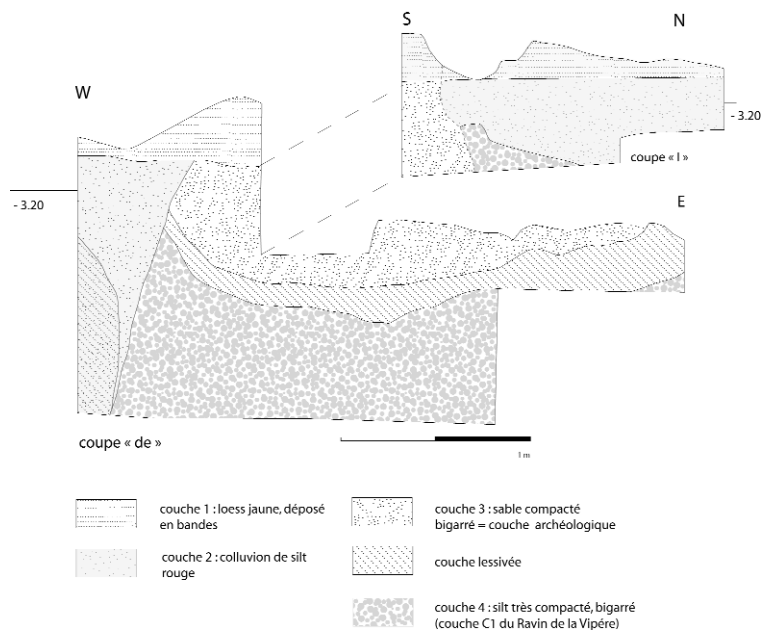 S
N
W
- 3.20
coupe « l »
- 3.20
E
coupe « de »
1 m
couche 1 : loess jaune, déposé
en bandes
couche 2 : colluvion de silt
rouge
couche 3 : sable compacté
bigarré = couche archéologique
couche lessivée
couche 4 : silt très compacté, bigarré
(couche C1 du Ravin de la Vipére)